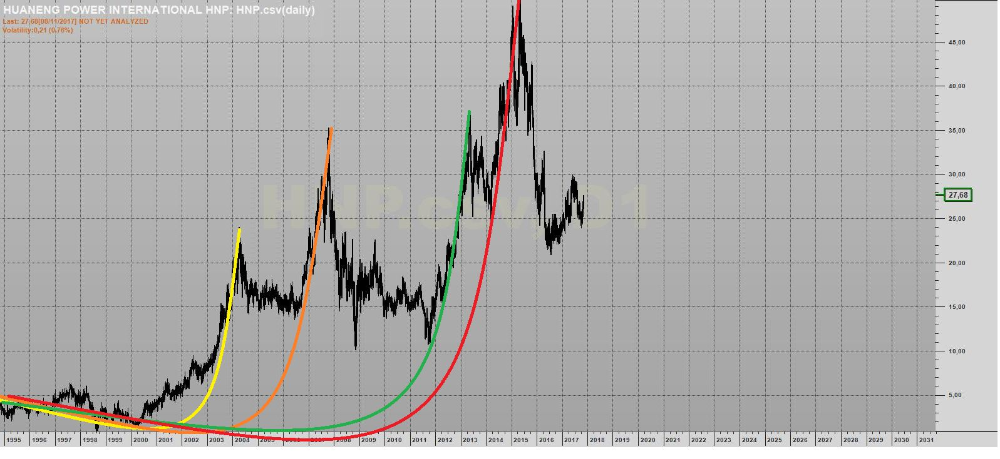 HUANENG POWER INTERNATIONAL HNP: HNP.csv(daily)
Last: 27,68[08/11/2017] NOT YET ANALYZED
Volatility:0,21 (0,76%)
45,00
40,00
35,00
30,00
HNP.csv, D1
27,68
25,00
20,00
15,00
10,00
5,00
1995 1996 1997 1998 1999 2000 2001 2002 2003 2004 2005 2006 2007 2008 2009 2010 2011 2012 2013 2014 2015 2016 2017 2018 2019 2020 2021 2022 2023 2024 2025 2026 2027 2028 2029 2030 2031